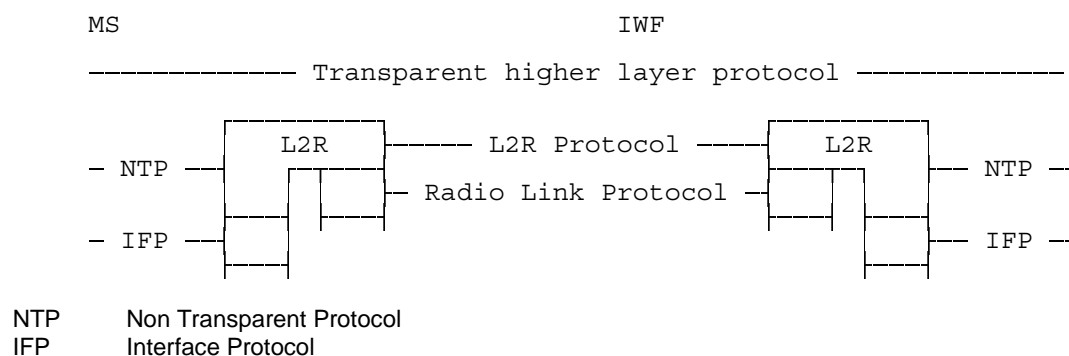 MS IWF
Transparent higher layer protocol
L2R L2R Protocol L2R
NTP NTP
Radio Link Protocol
IFP IFP
NTP Non Transparent Protocol
IFP Interface Protocol